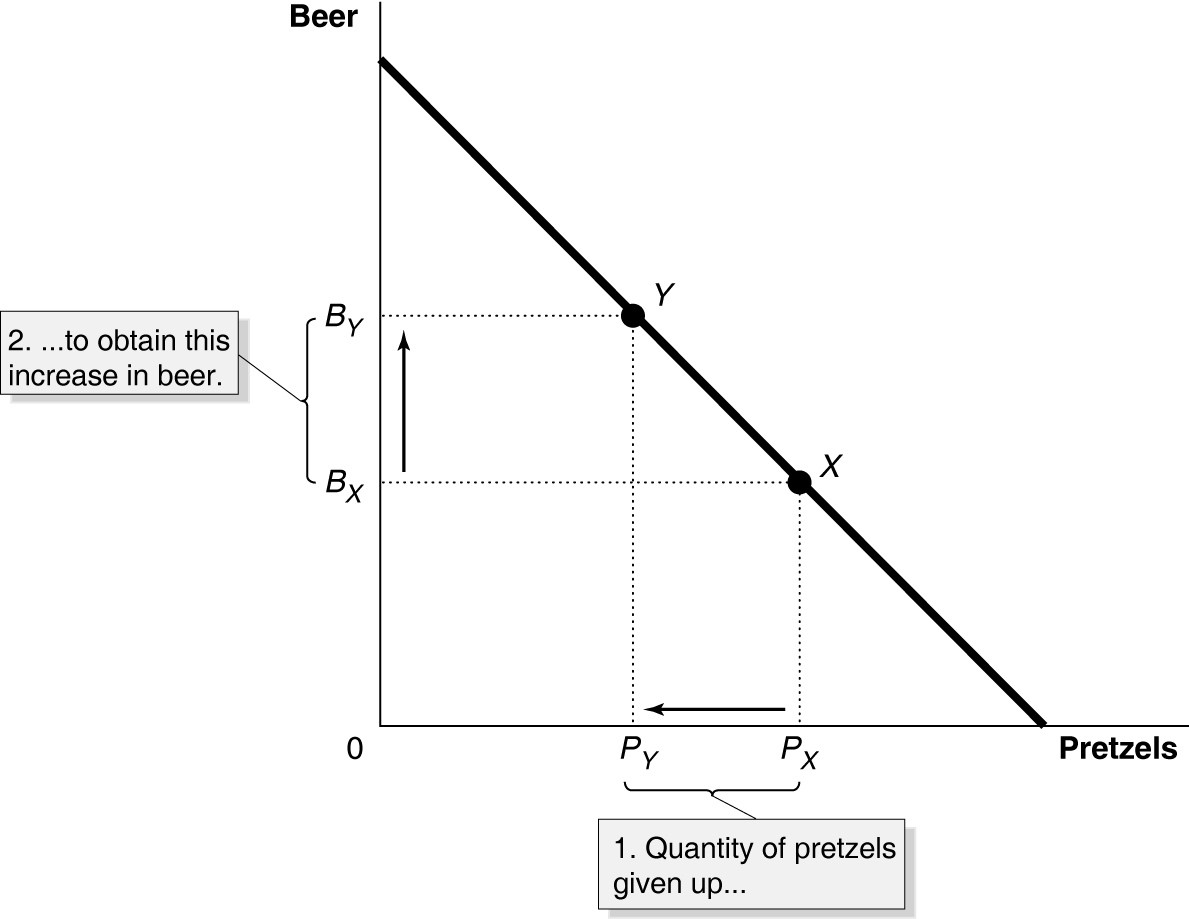 Beer
Y
B_Y
2. ...to obtain this
increase in beer.
X
B_X
0
P_Y
P_X
Pretzels
1. Quantity of pretzels
given up...